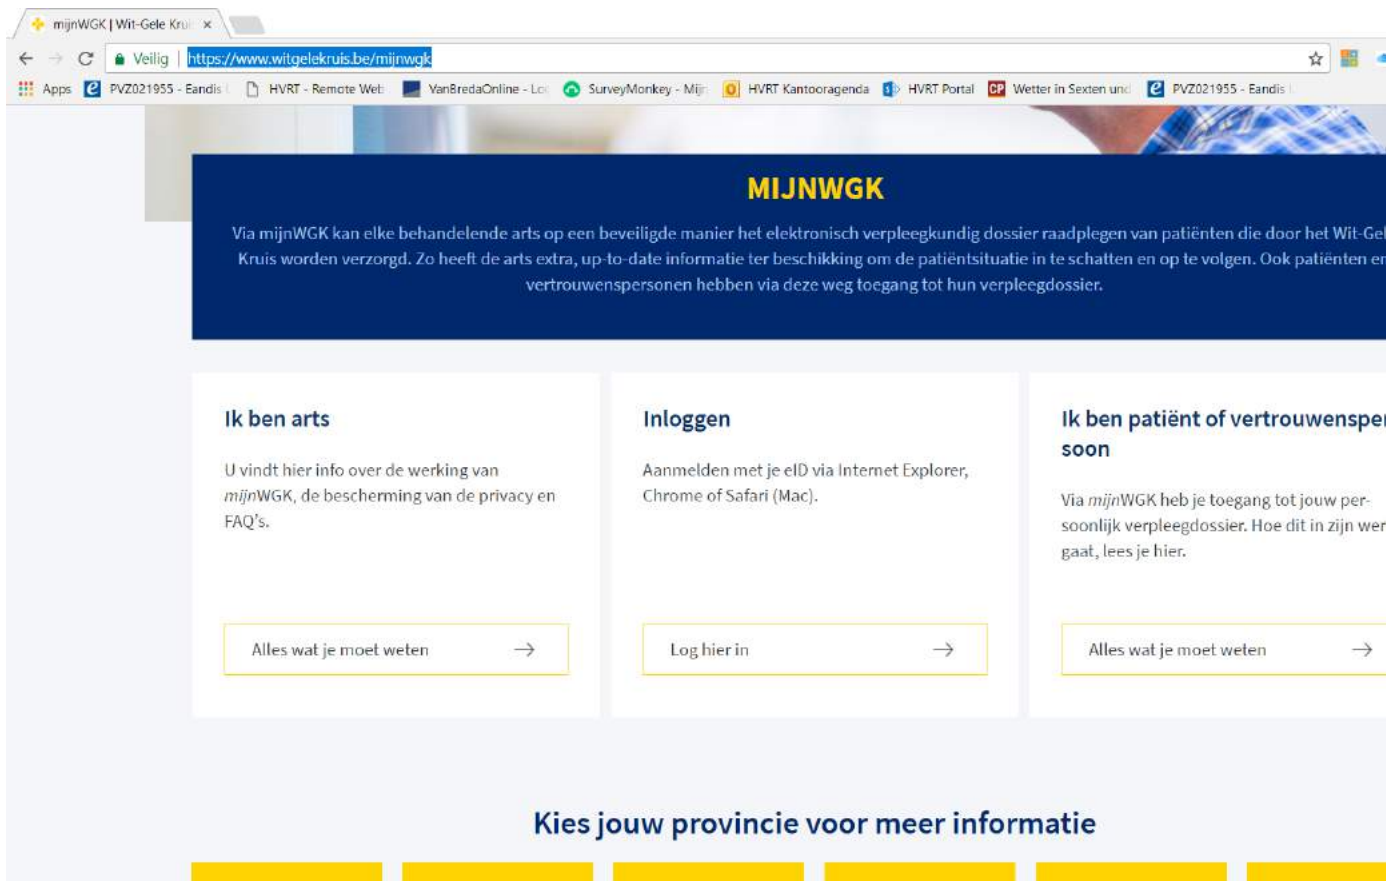 mijnWGK | Wit-Gele Kru
Veilig | https://www.witgelekruis.be/mijnwgk
Apps PVZ021955 - Eandis HVRT - Remote Web VanBredaOnline - Lo SurveyMonkey - Mijn HVRT Kantooragenda HVRT Portal Wetter in Sexten und PVZ021955 - Eandis
MIJNWGK
Via mijnWGK kan elke behandelende arts op een beveiligde manier het elektronisch verpleegkundig dossier raadplegen van patiënten die door het Wit-Gel
Kruis worden verzorgd. Zo heeft de arts extra, up-to-date informatie ter beschikking om de patiëntsituatie in te schatten en op te volgen. Ook patiënten en
vertrouwenspersonen hebben via deze weg toegang tot hun verpleegdossier.
Ik ben arts
U vindt hier info over de werking van
mijnWGK, de bescherming van de privacy en
FAQ's.
Alles wat je moet weten
Inloggen
Aanmelden met je eID via Internet Explorer,
Chrome of Safari (Mac).
Log hier in
Ik ben patiënt of vertrouwensper
soon
Via mijnWGK heb je toegang tot jouw per-
soonlijk verpleegdossier. Hoe dit in zijn wer
gaat, lees je hier.
Alles wat je moet weten
Kies jouw provincie voor meer informatie